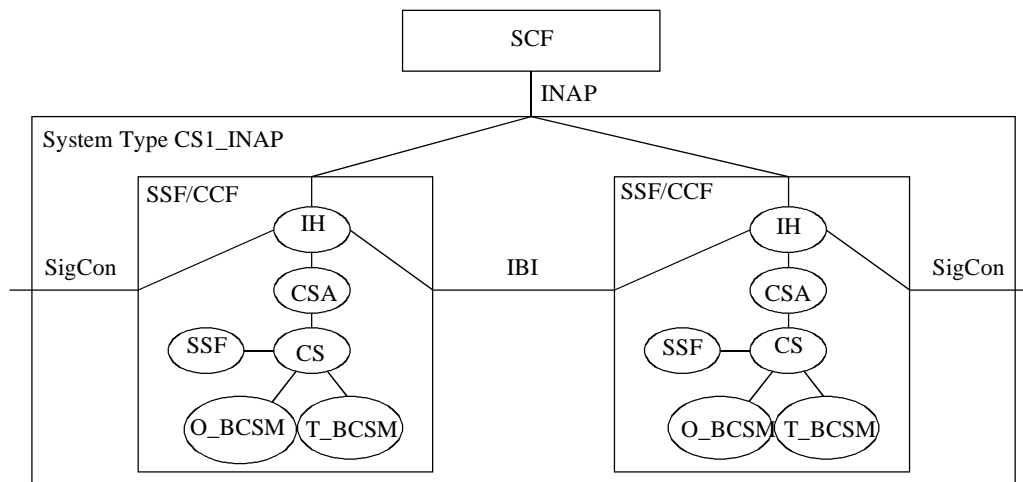 SCF
INAP
System Type CS1_INAP
SSF/CCF
SSF/CCF
IH
IH
SigCon
IBI
SigCon
CSA
CSA
SSF
CS
SSF
CS
O_BCSM
T_BCSM
O_BCSM
T_BCSM